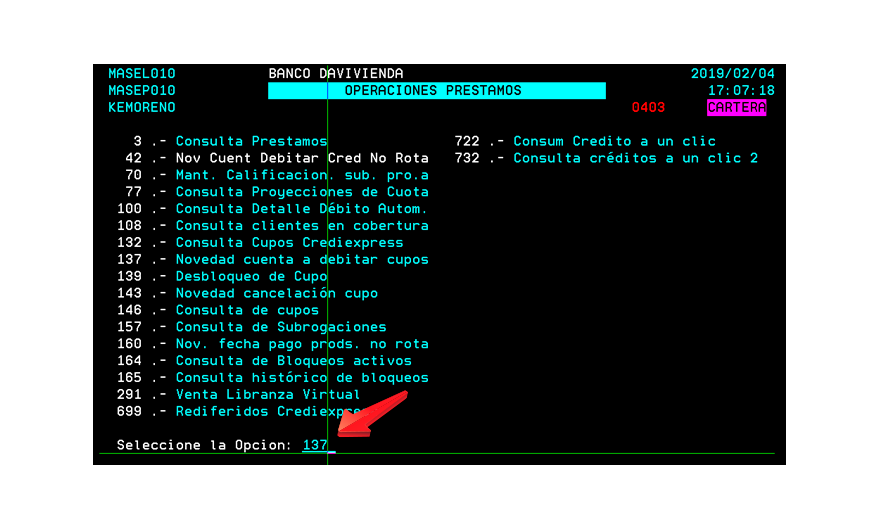 MASEL010 BANCO DAVIVIENDA 2019/02/04
MASEP010 OPERACIONES PRESTAMOS 17:07:18
KEMORENO 0403 CARTERA
3 .- Consulta Prestamos 722 .- Consum Credito a un clic
42 .- Nov Cuent Debitar Cred No Rota 732 .- Consulta créditos a un clic 2
70 .- Mant. Calificacion. sub. pro.a
77 .- Consulta Proyecciones de Cuota
100 .- Consulta Detalle Débito Autom.
108 .- Consulta clientes en cobertura
132 .- Consulta Cupos Crediexpress
137 .- Novedad cuenta a debitar cupos
139 .- Desbloqueo de Cupo
143 .- Novedad cancelación cupo
146 .- Consulta de cupos
157 .- Consulta de Subrogaciones
160 .- Nov. fecha pago prods. no rota
164 .- Consulta de Bloqueos activos
165 .- Consulta histórico de bloqueos
291 .- Venta Libranza Virtual
699 .- Rediferidos Crediexpres
Seleccione la Opcion: 137